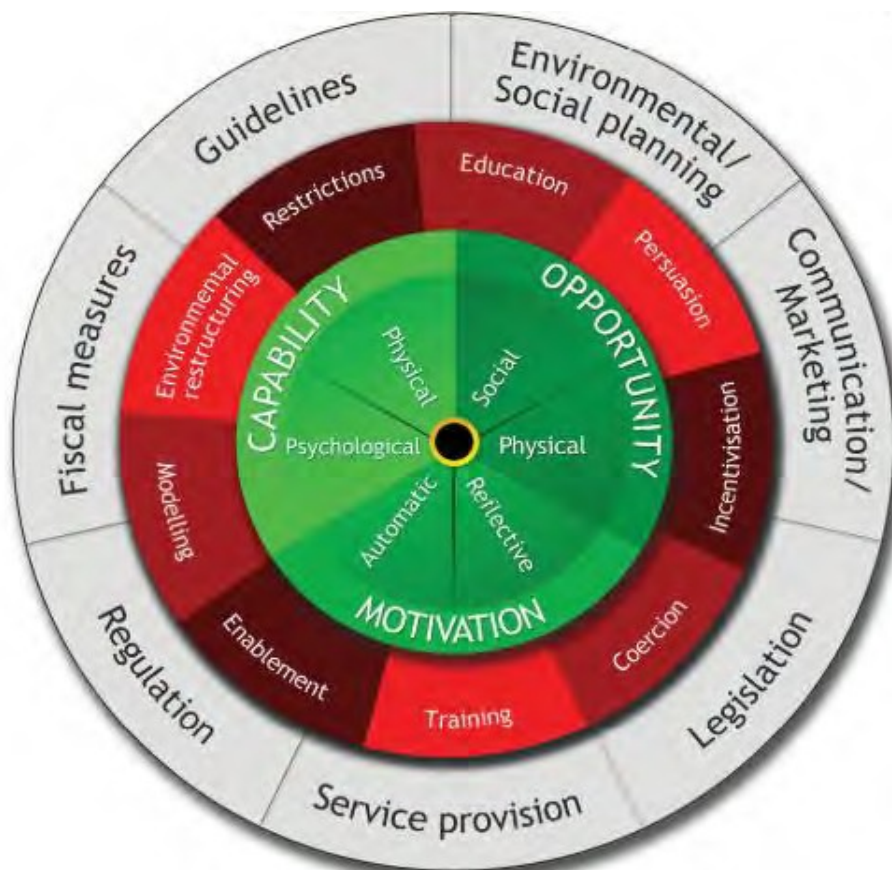 Guidelines
Environmental/
Social planning
Communication/
Marketing
Legislation
Service provision
Regulation
Fiscal measures
Restrictions
Education
Persuasion
Incentivisation
Coercion
Training
Enablement
Modelling
Environmental
restructuring
CAPABILITY
OPPORTUNITY
MOTIVATION
Physical
Social
Physical
Reflective
Automatic
Psychological